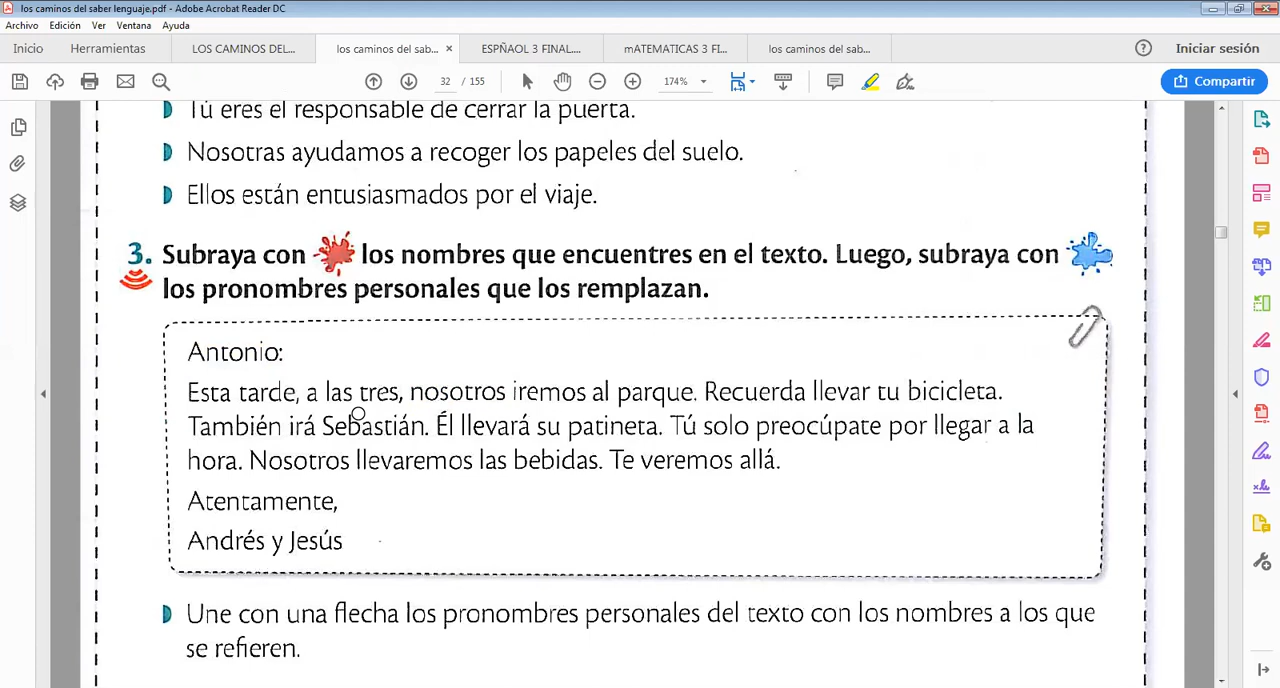 los caminos del saber lenguaje.pdf - Adobe Acrobat Reader DC
Archivo Edición Ver Ventana Ayuda
Inicio Herramientas LOS CAMINOS DEL... los caminos del sab... × ESPÑAOL 3 FINAL.... mATEMATICAS 3 FI... los caminos del sab... Iniciar sesión
32 / 155 174% Compartir
Tú eres el responsable de cerrar la puerta.
Nosotras ayudamos a recoger los papeles del suelo.
Ellos están entusiasmados por el viaje.
3. Subraya con los nombres que encuentres en el texto. Luego, subraya con
los pronombres personales que los remplazan.
Antonio:
Esta tarde, a las tres, nosotros iremos al parque. Recuerda llevar tu bicicleta.
También irá Sebastián. Él llevará su patineta. Tú solo preocúpate por llegar a la
hora. Nosotros llevaremos las bebidas. Te veremos allá.
Atentamente,
Andrés y Jesús
Une con una flecha los pronombres personales del texto con los nombres a los que
se refieren.